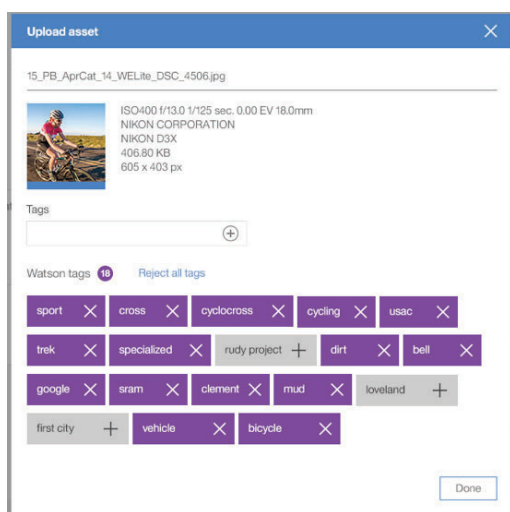 Upload asset
15_PB_AprCat_14_WELite_DSC_4506.jpg
ISO400 f/13.0 1/125 sec. 0.00 EV 18.0mm
NIKON CORPORATION
NIKON D3X
406.80 KB
605 x 403 px
Tags
Watson tags 18 Reject all tags
sport cross cyclocross cycling usac
trek specialized rudy project dirt bell
google sram clement mud loveland
first city vehicle bicycle
Done